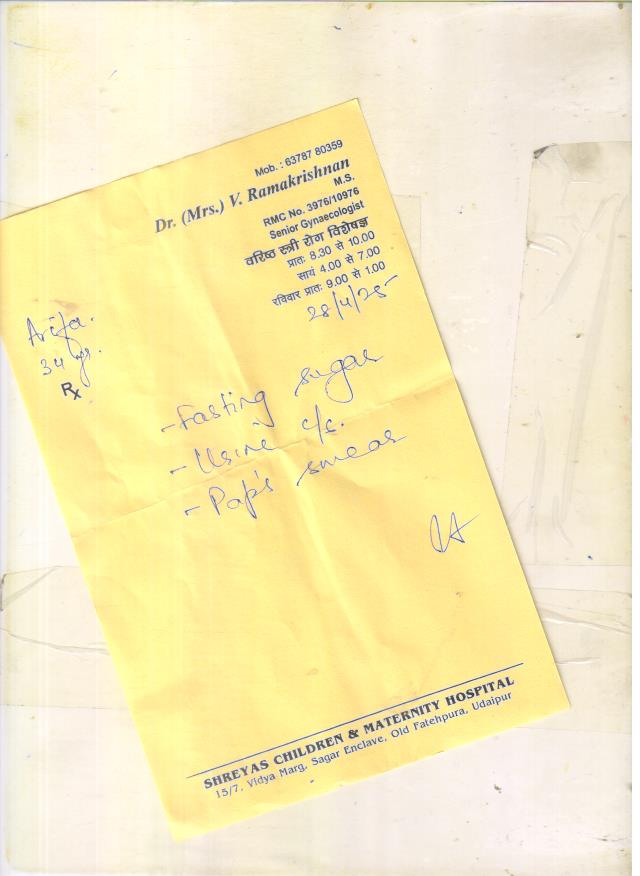 Mob. : 63787 80359
Dr. (Mrs.) V. Ramakrishnan
M.S.
RMC No. 3976/10976
Senior Gynaecologist
वरिष्ठ स्त्री रोग विशेषज्ञ
प्रातः 8.30 से 10.00
सायं 4.00 से 7.00
रविवार प्रातः 9.00 से 1.00
28/4/25
Arifa.
34 yr.
Rx
- Fasting sugar
- Urine c/s.
- Pap's smear
SHREYAS CHILDREN & MATERNITY HOSPITAL
15/7, Vidya Marg, Sagar Enclave, Old Fatehpura, Udaipur